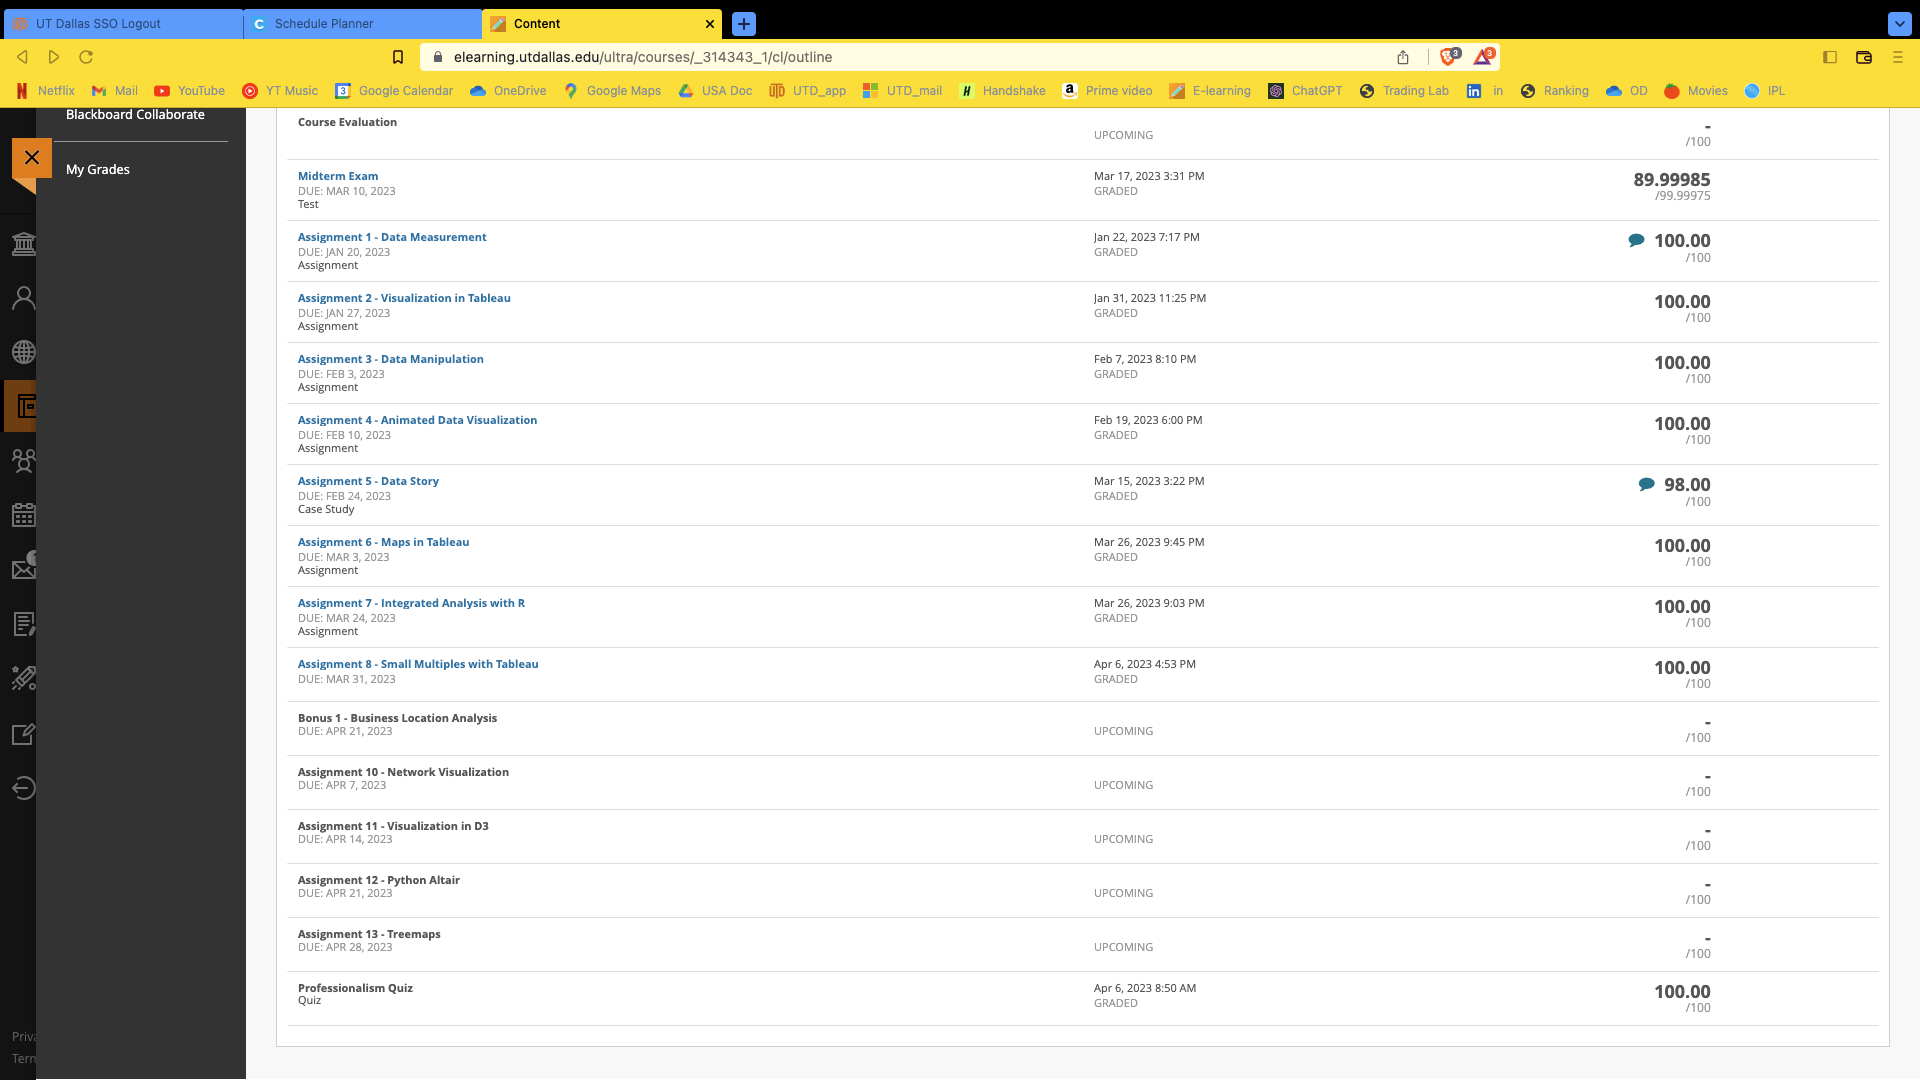 UT Dallas SSO Logout
Schedule Planner
Content
elearning.utdallas.edu/ultra/courses/_314343_1/cl/outline
3
3
Netflix
Mail
YouTube
YT Music
3
Google Calendar
OneDrive
Google Maps
USA Doc
UTD_app
UTD_mail
Handshake
Prime video
E-learning
ChatGPT
Trading Lab
in
Ranking
OD
Movies
IPL
Blackboard Collaborate
My Grades
Course Evaluation
UPCOMING
-
/100
Midterm Exam
DUE: MAR 10, 2023
Test
Mar 17, 2023 3:31 PM
GRADED
89.99985
/99.99975
Assignment 1 - Data Measurement
DUE: JAN 20, 2023
Assignment
Jan 22, 2023 7:17 PM
GRADED
100.00
/100
Assignment 2 - Visualization in Tableau
DUE: JAN 27, 2023
Assignment
Jan 31, 2023 11:25 PM
GRADED
100.00
/100
Assignment 3 - Data Manipulation
DUE: FEB 3, 2023
Assignment
Feb 7, 2023 8:10 PM
GRADED
100.00
/100
Assignment 4 - Animated Data Visualization
DUE: FEB 10, 2023
Assignment
Feb 19, 2023 6:00 PM
GRADED
100.00
/100
Assignment 5 - Data Story
DUE: FEB 24, 2023
Case Study
Mar 15, 2023 3:22 PM
GRADED
98.00
/100
Assignment 6 - Maps in Tableau
DUE: MAR 3, 2023
Assignment
Mar 26, 2023 9:45 PM
GRADED
100.00
/100
Assignment 7 - Integrated Analysis with R
DUE: MAR 24, 2023
Assignment
Mar 26, 2023 9:03 PM
GRADED
100.00
/100
Assignment 8 - Small Multiples with Tableau
DUE: MAR 31, 2023
Apr 6, 2023 4:53 PM
GRADED
100.00
/100
Bonus 1 - Business Location Analysis
DUE: APR 21, 2023
UPCOMING
-
/100
Assignment 10 - Network Visualization
DUE: APR 7, 2023
UPCOMING
-
/100
Assignment 11 - Visualization in D3
DUE: APR 14, 2023
UPCOMING
-
/100
Assignment 12 - Python Altair
DUE: APR 21, 2023
UPCOMING
-
/100
Assignment 13 - Treemaps
DUE: APR 28, 2023
UPCOMING
-
/100
Professionalism Quiz
Quiz
Apr 6, 2023 8:50 AM
GRADED
100.00
/100
Priva
Tern